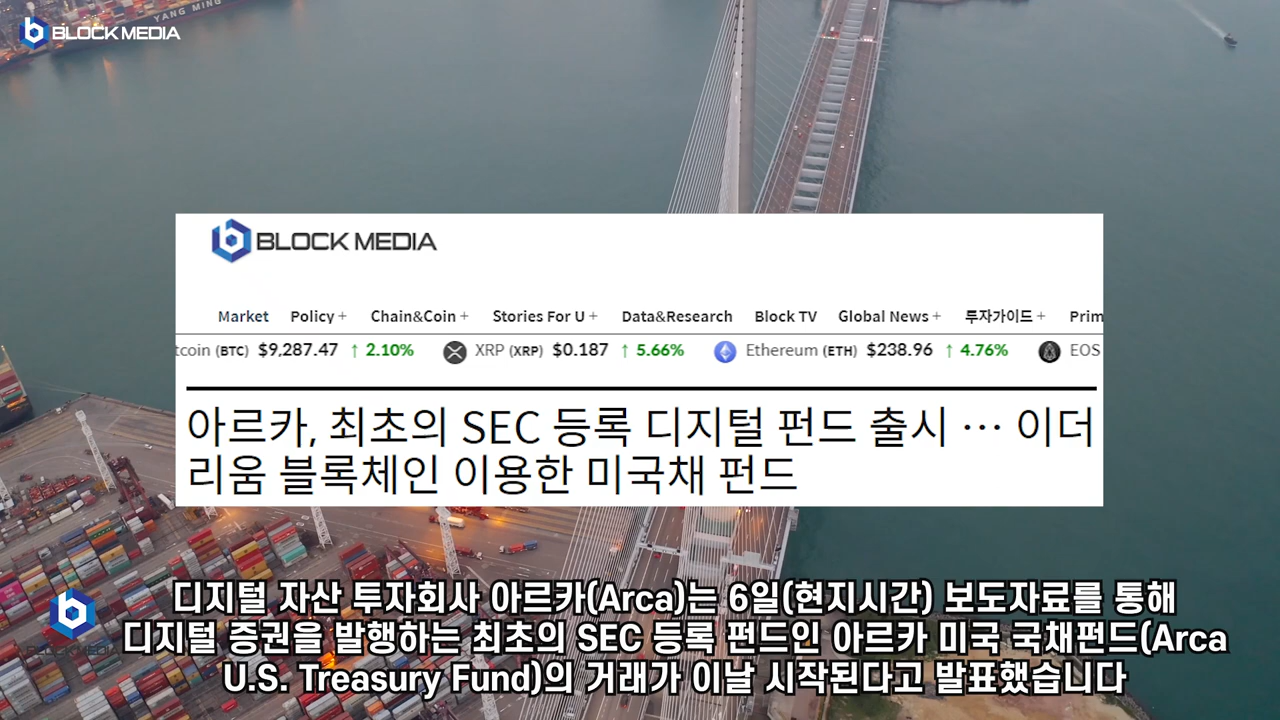 YANG MING
BLOCK MEDIA
BLOCK MEDIA
Market Policy + Chain&Coin + Stories For U + Data&Research Block TV Global News + 투자가이드 + Prim
tcoin (BTC) $9,287.47 ↑ 2.10% XRP (XRP) $0.187 ↑ 5.66% Ethereum (ETH) $238.96 ↑ 4.76% EOS
아르카, 최초의 SEC 등록 디지털 펀드 출시 … 이더
리움 블록체인 이용한 미국채 펀드
디지털 자산 투자회사 아르카(Arca)는 6일(현지시간) 보도자료를 통해
디지털 증권을 발행하는 최초의 SEC 등록 펀드인 아르카 미국 국채펀드(Arca
U.S. Treasury Fund)의 거래가 이날 시작된다고 발표했습니다